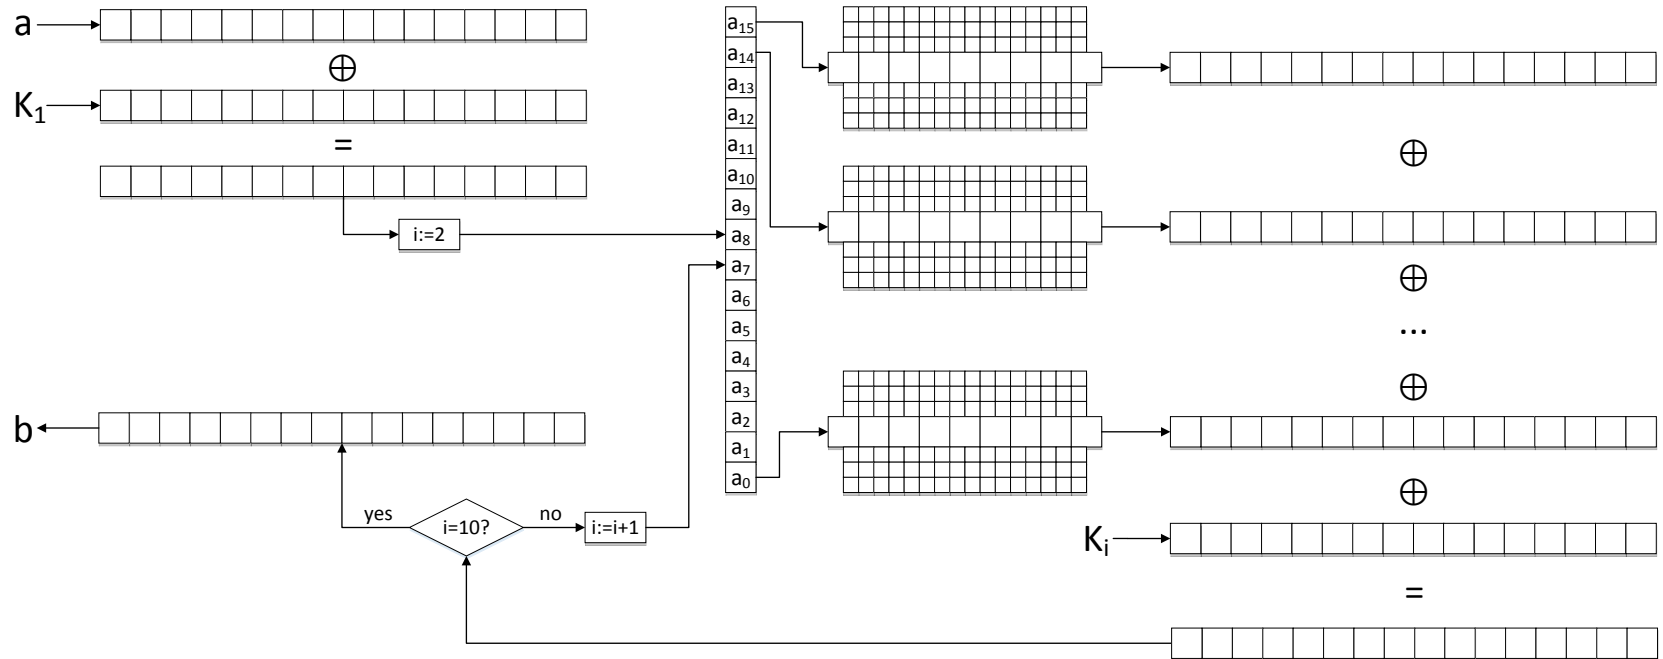 a
⊕
K₁
=
i:=2
b
yes
i=10?
no
i:=i+1
a₁₅
a₁₄
a₁₃
a₁₂
a₁₁
a₁₀
a₉
a₈
a₇
a₆
a₅
a₄
a₃
a₂
a₁
a₀
⊕
⊕
...
⊕
⊕
Kᵢ
=